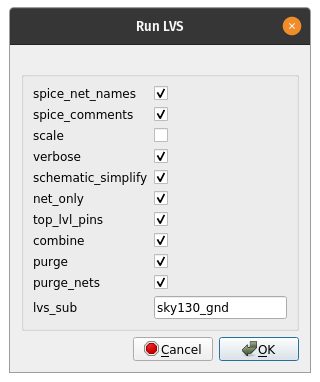 Run LVS
spice_net_names
spice_comments
scale
verbose
schematic_simplify
net_only
top_lvl_pins
combine
purge
purge_nets
lvs_sub sky130_gnd
Cancel OK